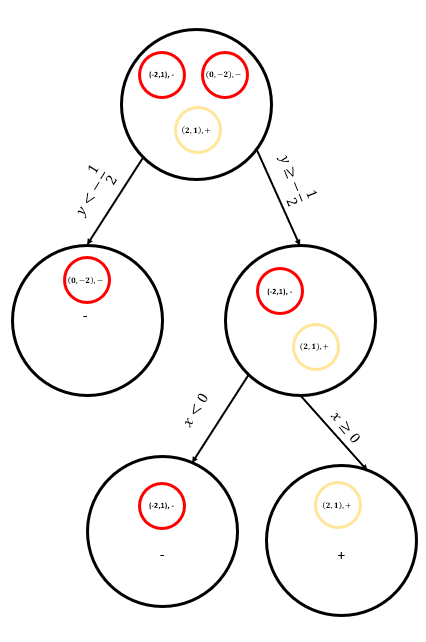 (-2,1), -
(0, −2), −
(2, 1), +
y < −1/2
y ≥ −1/2
(0, −2), −
-
(-2,1), -
(2, 1), +
x < 0
x ≥ 0
(-2,1), -
-
(2, 1), +
+